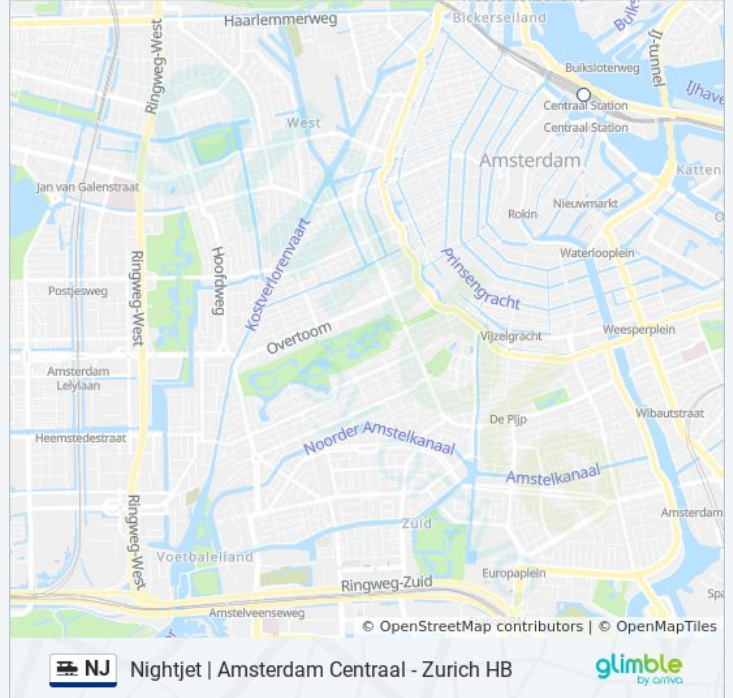 Haarlemmerweg
Bickerseiland
IJ-tunnel
Ringweg-West
Buiksloterweg
Centraal Station
Centraal Station
West
Amsterdam
Jan van Galenstraat
Nieuwmarkt
Rokin
Kostverlorenvaart
Hoofdweg
Waterlooplein
Ringweg-West
Prinsengracht
Postjesweg
Overtoom
Vijzelgracht
Weesperplein
Amsterdam
Lelylaan
De Pijp
Wibautstraat
Heemstedestraat
Noorder Amstelkanaal
Amstelkanaal
Ringweg-West
Amsterdam
Zuid
Voetbaleiland
Europaplein
Ringweg-Zuid
Amstelveenseweg
© OpenStreetMap contributors | © OpenMapTiles
NJ Nightjet | Amsterdam Centraal - Zurich HB
glimble
by arriva